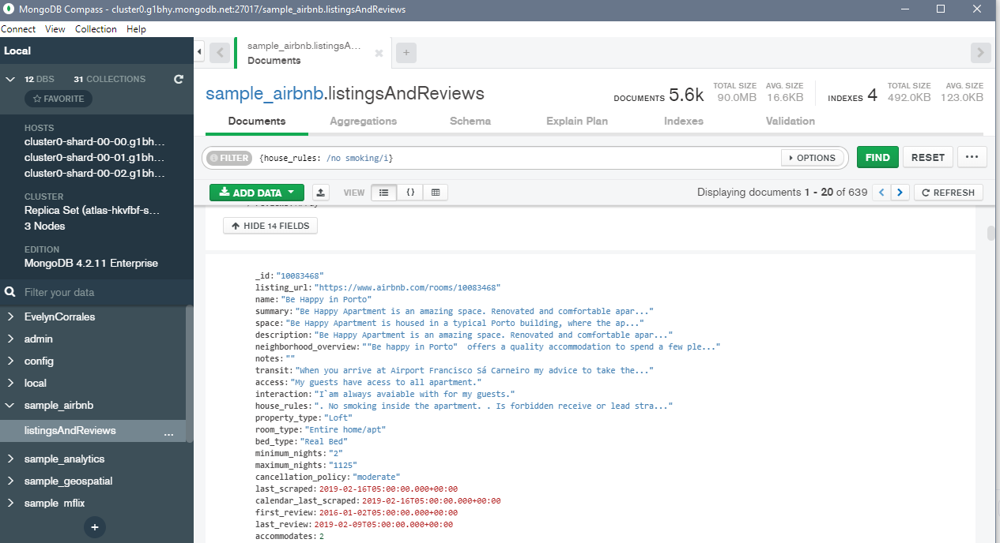 MongoDB Compass - cluster0.g1bhy.mongodb.net:27017/sample_airbnb.listingsAndReviews
Connect View Collection Help
Local
12 DBS 31 COLLECTIONS
FAVORITE
HOSTS
cluster0-shard-00-00.g1bh...
cluster0-shard-00-01.g1bh...
cluster0-shard-00-02.g1bh...
CLUSTER
Replica Set (atlas-hkvfbf-s...
3 Nodes
EDITION
MongoDB 4.2.11 Enterprise
Filter your data
EvelynCorrales
admin
config
local
sample_airbnb
listingsAndReviews ...
sample_analytics
sample_geospatial
sample_mflix
+
sample_airbnb.listingsA...
Documents
+
sample_airbnb.listingsAndReviews
DOCUMENTS 5.6k
TOTAL SIZE 90.0MB
AVG. SIZE 16.6KB
INDEXES 4
TOTAL SIZE 492.0KB
AVG. SIZE 123.0KB
Documents Aggregations Schema Explain Plan Indexes Validation
FILTER {house_rules: /no smoking/i} OPTIONS FIND RESET ...
ADD DATA VIEW {} Displaying documents 1 - 20 of 639 < > REFRESH
HIDE 14 FIELDS
_id: "10083468"
listing_url: "https://www.airbnb.com/rooms/10083468"
name: "Be Happy in Porto"
summary: "Be Happy Apartment is an amazing space. Renovated and comfortable apar..."
space: "Be Happy Apartment is housed in a typical Porto building, where the ap..."
description: "Be Happy Apartment is an amazing space. Renovated and comfortable apar..."
neighborhood_overview: ""Be happy in Porto"  offers a quality accommodation to spend a few ple..."
notes: ""
transit: "When you arrive at Airport Francisco Sá Carneiro my advice to take the..."
access: "My guests have acess to all apartment."
interaction: "I`am always avaiable with for my guests."
house_rules: ". No smoking inside the apartment. . Is forbidden receive or lead stra..."
property_type: "Loft"
room_type: "Entire home/apt"
bed_type: "Real Bed"
minimum_nights: "2"
maximum_nights: "1125"
cancellation_policy: "moderate"
last_scraped: 2019-02-16T05:00:00.000+00:00
calendar_last_scraped: 2019-02-16T05:00:00.000+00:00
first_review: 2016-01-02T05:00:00.000+00:00
last_review: 2019-02-09T05:00:00.000+00:00
accommodates: 2